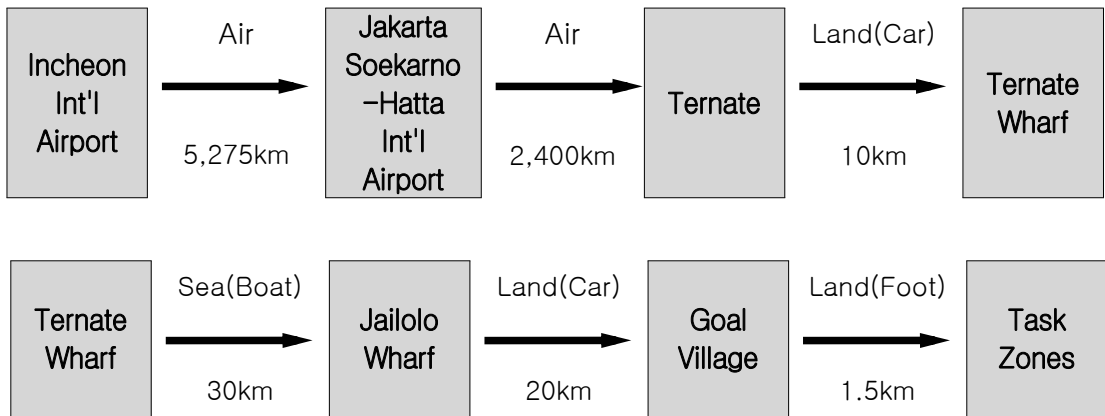 Incheon
Int'l
Airport
Air
5,275km
Jakarta
Soekarno
-Hatta
Int'l
Airport
Air
2,400km
Ternate
Land(Car)
10km
Ternate
Wharf
Ternate
Wharf
Sea(Boat)
30km
Jailolo
Wharf
Land(Car)
20km
Goal
Village
Land(Foot)
1.5km
Task
Zones